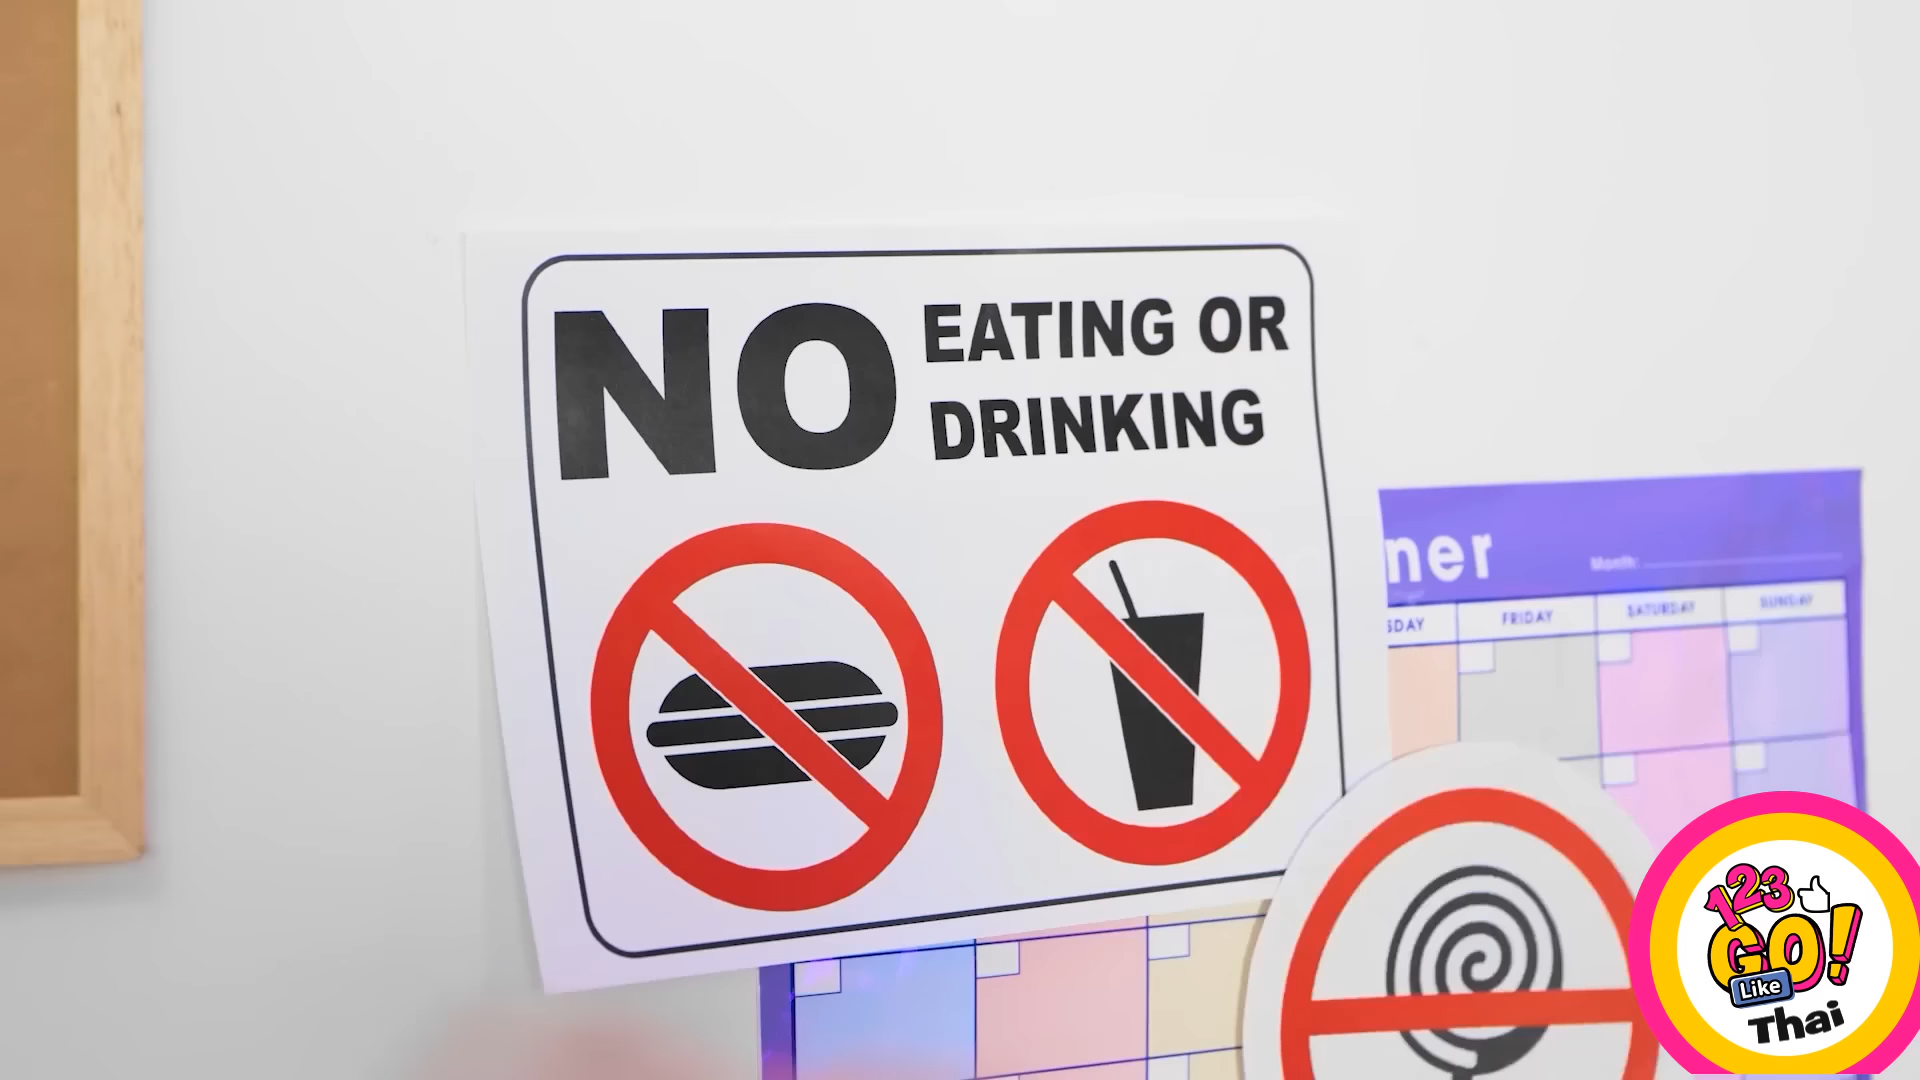 NO EATING OR
DRINKING
ner
Month:
SDAY FRIDAY SATURDAY SUNDAY
123
GO!
Like
Thai